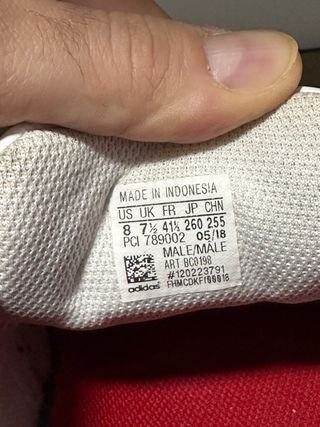 MADE IN INDONESIA
US UK FR JP CHN
8 7½ 41⅓ 260 255
PCI 789002 05/18
MALE/MALE
ART BC0198
#120223791
adidas FHMCDKF100018